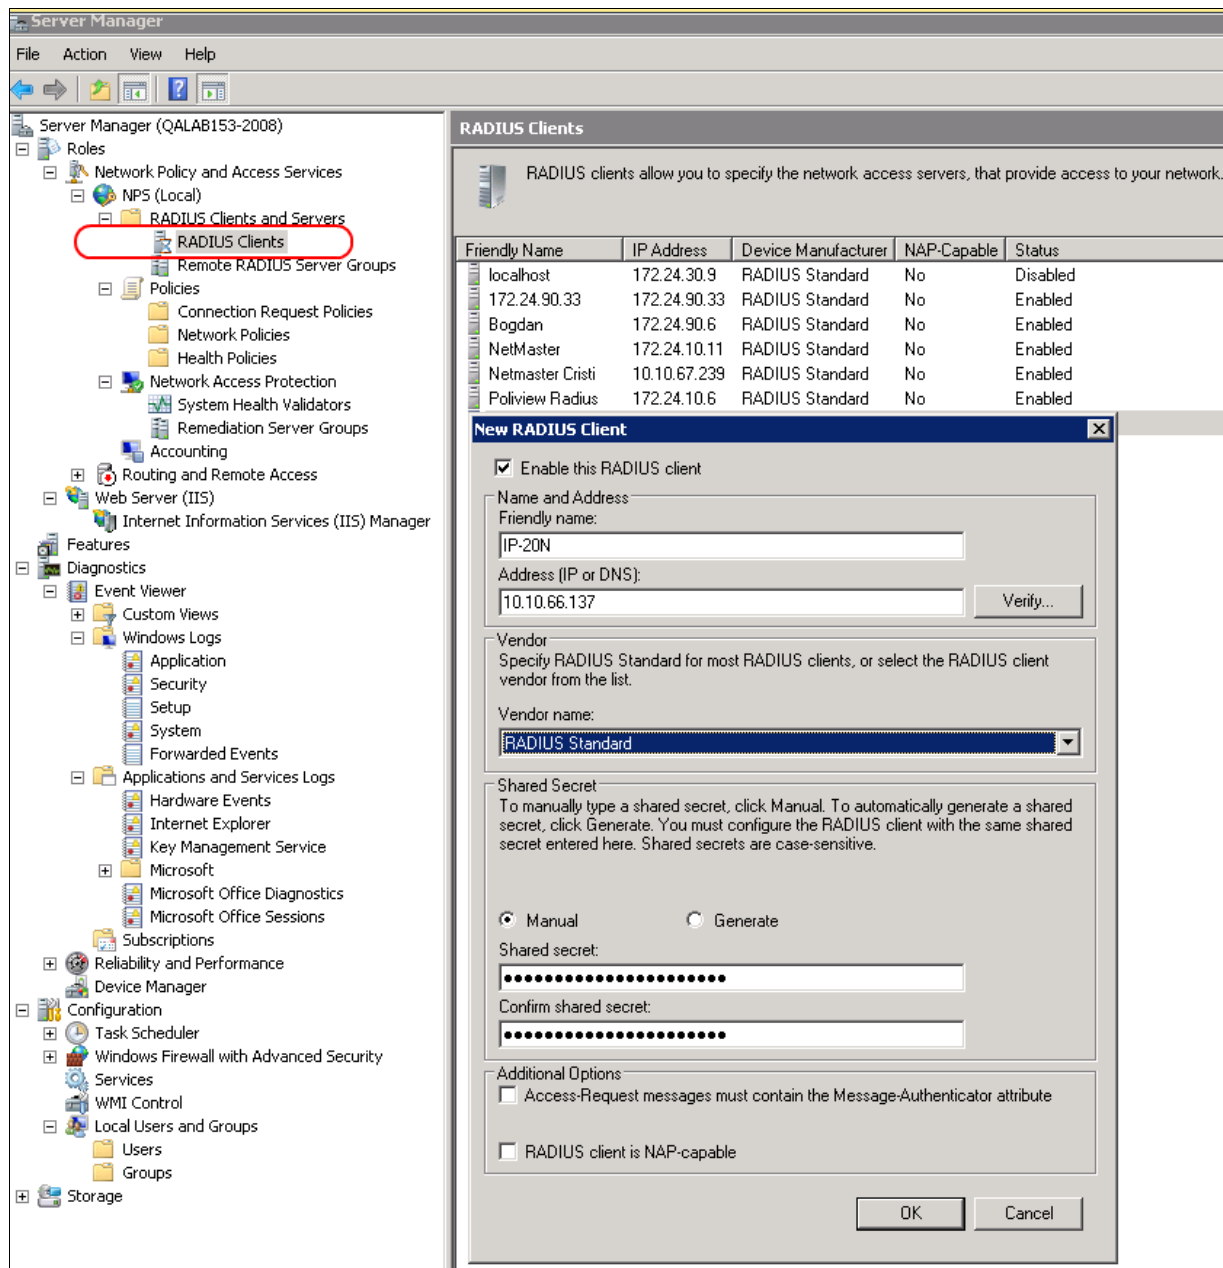 Server Manager
File Action View Help
Server Manager (QALAB153-2008)
Roles
Network Policy and Access Services
NPS (Local)
RADIUS Clients and Servers
RADIUS Clients
Remote RADIUS Server Groups
Policies
Connection Request Policies
Network Policies
Health Policies
Network Access Protection
System Health Validators
Remediation Server Groups
Accounting
Routing and Remote Access
Web Server (IIS)
Internet Information Services (IIS) Manager
Features
Diagnostics
Event Viewer
Custom Views
Windows Logs
Application
Security
Setup
System
Forwarded Events
Applications and Services Logs
Hardware Events
Internet Explorer
Key Management Service
Microsoft
Microsoft Office Diagnostics
Microsoft Office Sessions
Subscriptions
Reliability and Performance
Device Manager
Configuration
Task Scheduler
Windows Firewall with Advanced Security
Services
WMI Control
Local Users and Groups
Users
Groups
Storage
RADIUS Clients
RADIUS clients allow you to specify the network access servers, that provide access to your network.
Friendly Name IP Address Device Manufacturer NAP-Capable Status
localhost 172.24.30.9 RADIUS Standard No Disabled
172.24.90.33 172.24.90.33 RADIUS Standard No Enabled
Bogdan 172.24.90.6 RADIUS Standard No Enabled
NetMaster 172.24.10.11 RADIUS Standard No Enabled
Netmaster Cristi 10.10.67.239 RADIUS Standard No Enabled
Poliview Radius 172.24.10.6 RADIUS Standard No Enabled
New RADIUS Client
Enable this RADIUS client
Name and Address
Friendly name:
IP-20N
Address (IP or DNS):
10.10.66.137 Verify...
Vendor
Specify RADIUS Standard for most RADIUS clients, or select the RADIUS client
vendor from the list.
Vendor name:
RADIUS Standard
Shared Secret
To manually type a shared secret, click Manual. To automatically generate a shared
secret, click Generate. You must configure the RADIUS client with the same shared
secret entered here. Shared secrets are case-sensitive.
Manual Generate
Shared secret:
Confirm shared secret:
Additional Options
Access-Request messages must contain the Message-Authenticator attribute
RADIUS client is NAP-capable
OK Cancel